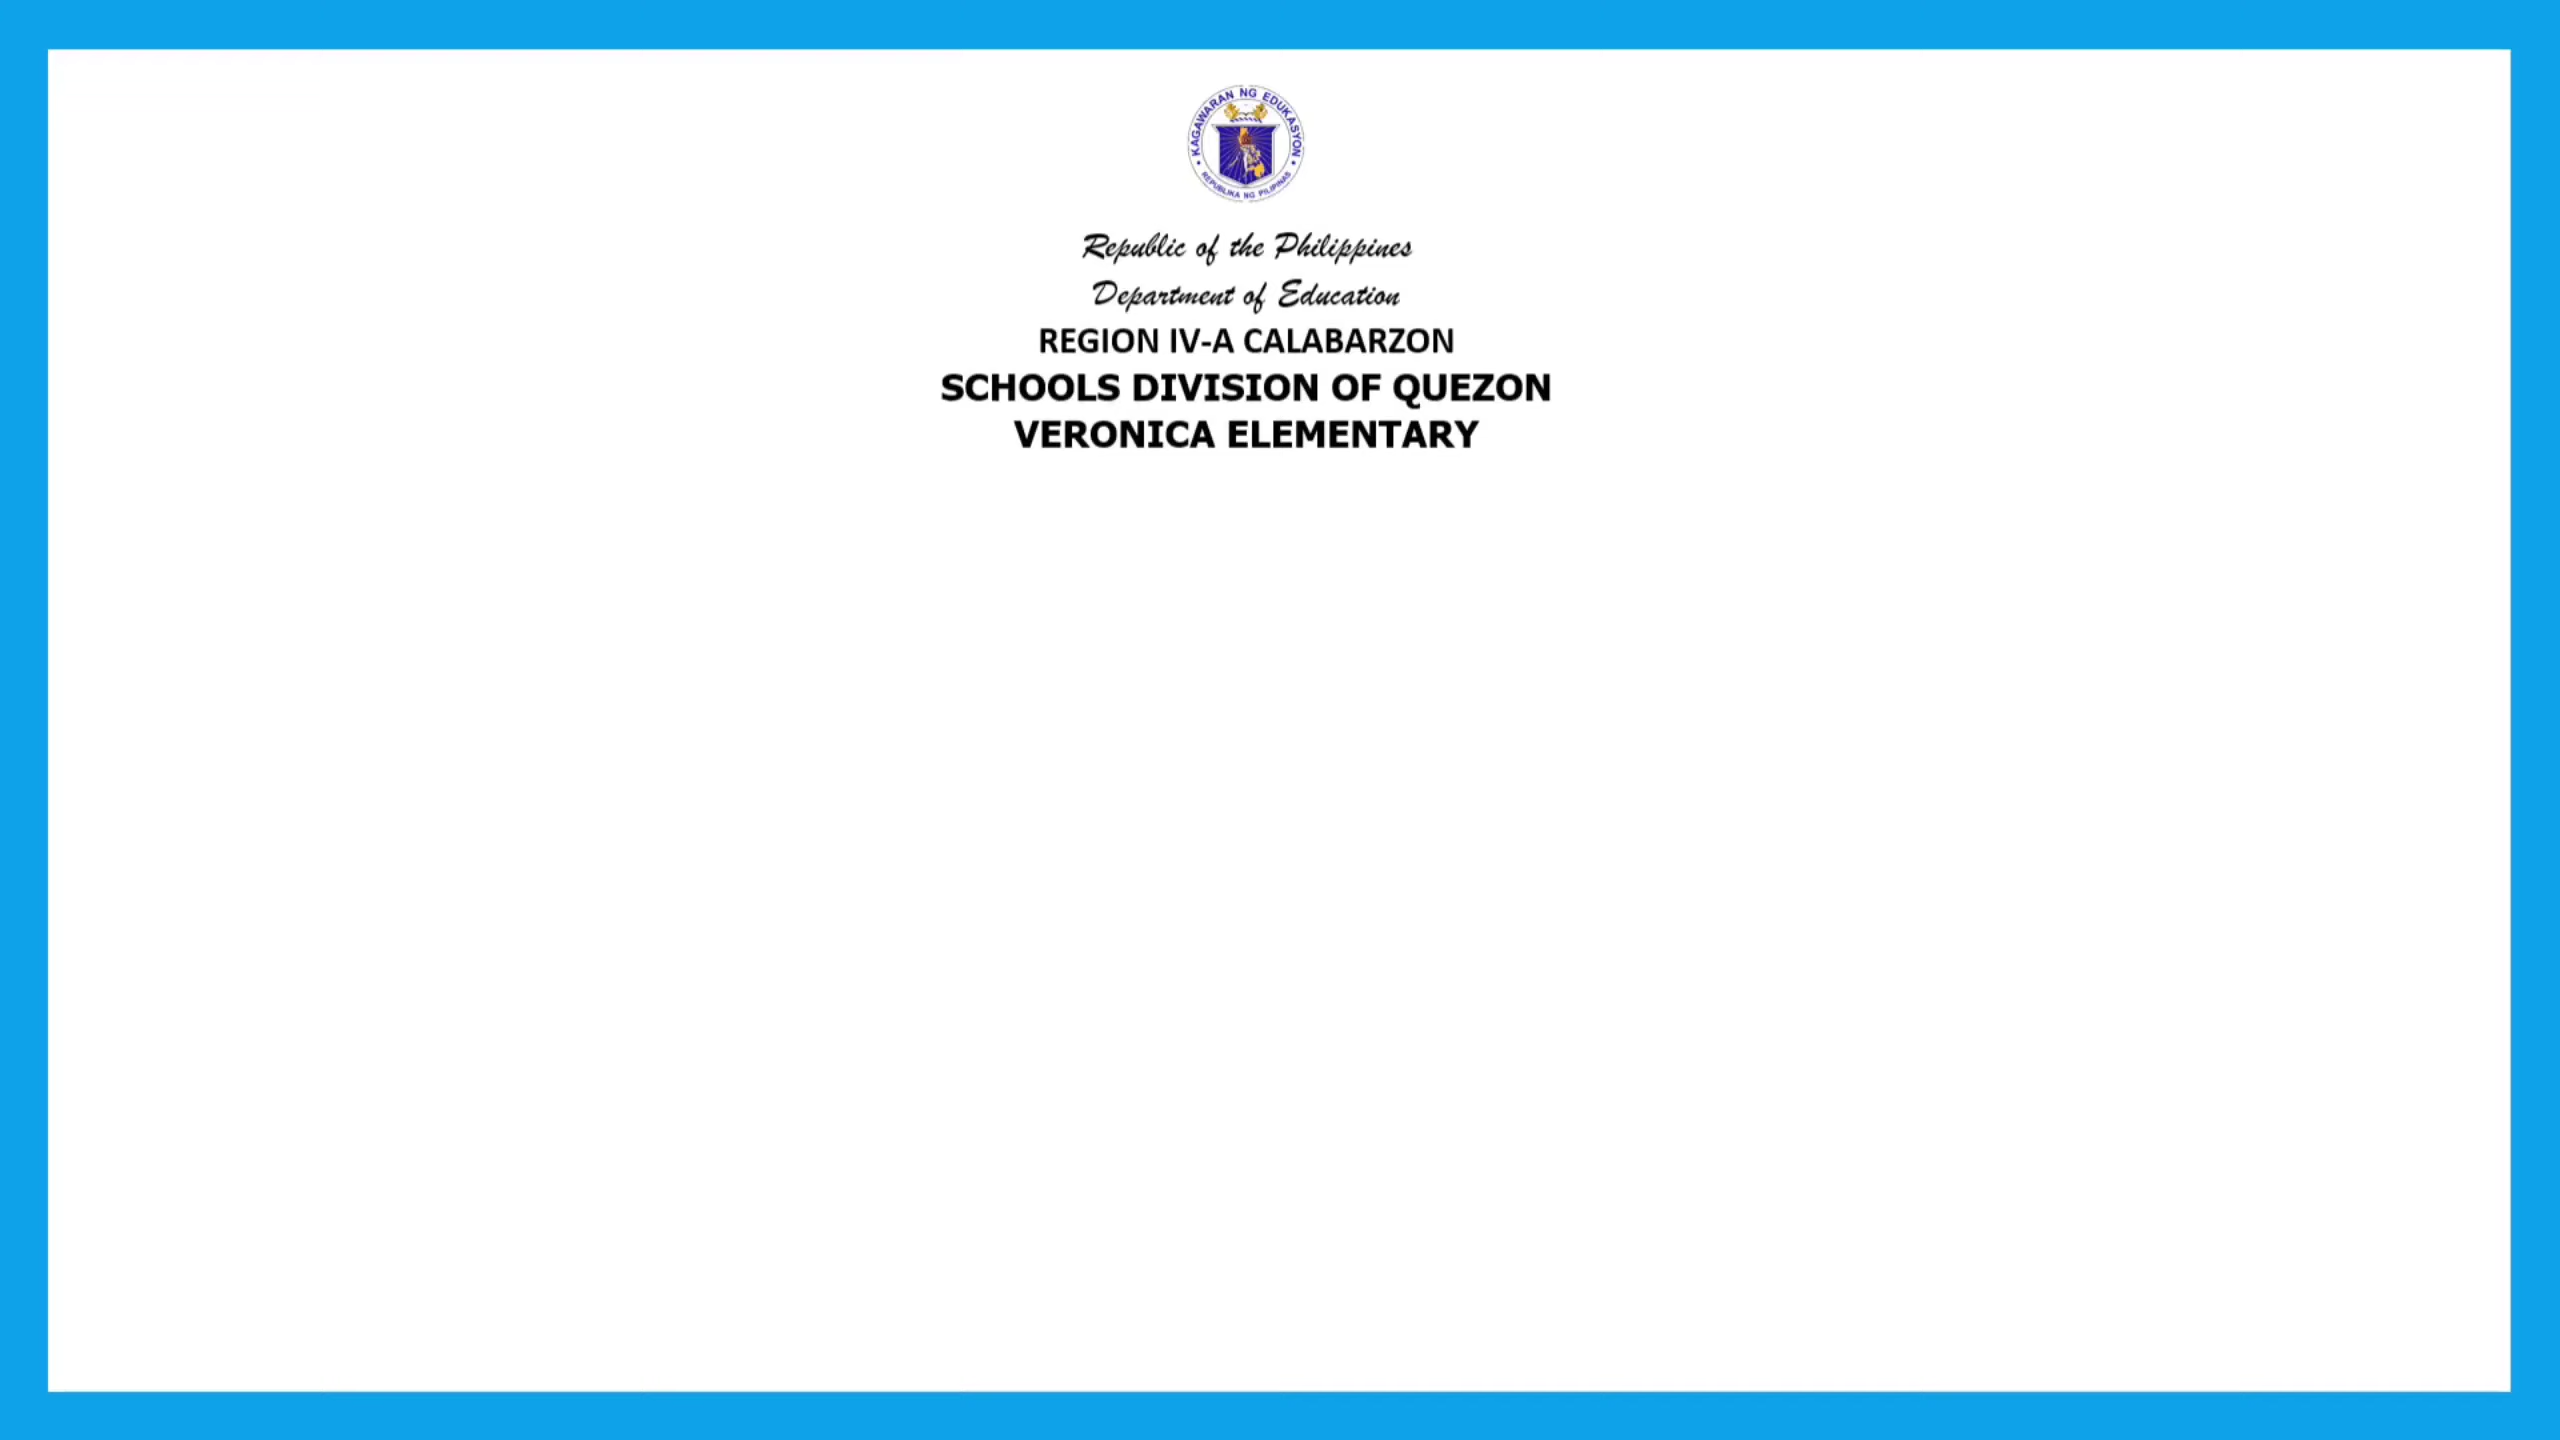 KAGAWARAN NG EDUKASYON
REPUBLIKA NG PILIPINAS
Republic of the Philippines
Department of Education
REGION IV-A CALABARZON
SCHOOLS DIVISION OF QUEZON
VERONICA ELEMENTARY